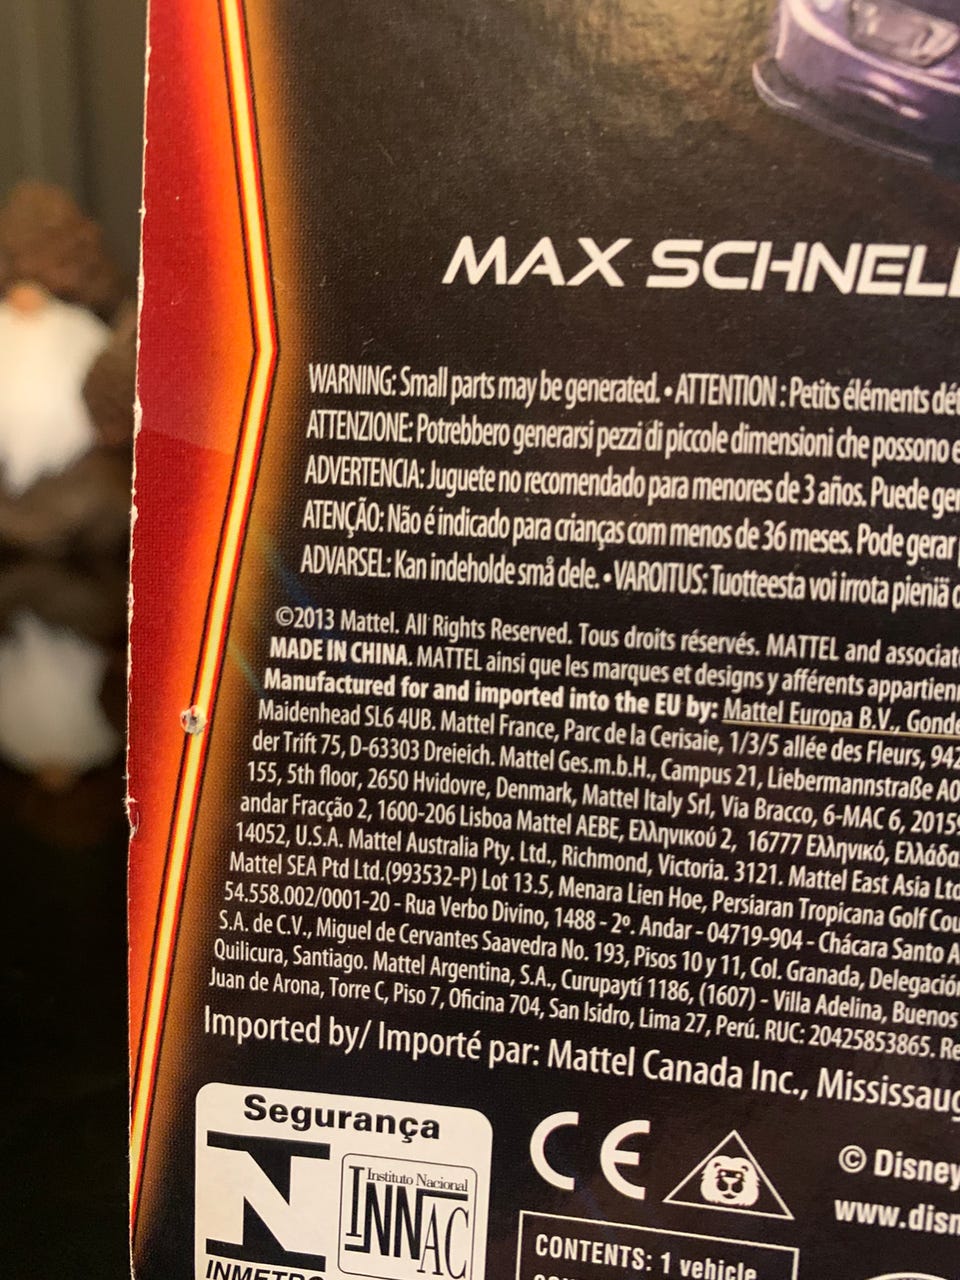 MAX SCHNEL
WARNING: Small parts may be generated. • ATTENTION : Petits éléments dét
ATTENZIONE: Potrebbero generarsi pezzi di piccole dimensioni che possono e
ADVERTENCIA: Juguete no recomendado para menores de 3 años. Puede ger
ATENÇÃO: Não é indicado para crianças com menos de 36 meses. Pode gerar
ADVARSEL: Kan indeholde små dele. • VAROITUS: Tuotteesta voi irrota pieniä
©2013 Mattel. All Rights Reserved. Tous droits réservés. MATTEL and associat
MADE IN CHINA. MATTEL ainsi que les marques et designs y afférents appartien
Manufactured for and imported into the EU by: Mattel Europa B.V., Gonde
Maidenhead SL6 4UB. Mattel France, Parc de la Cerisaie, 1/3/5 allée des Fleurs, 942
der Trift 75, D-63303 Dreieich. Mattel Ges.m.b.H., Campus 21, Liebermannstraße A0
155, 5th floor, 2650 Hvidovre, Denmark, Mattel Italy Srl, Via Bracco, 6-MAC 6, 20159
andar Fracção 2, 1600-206 Lisboa Mattel AEBE, Ελληνικού 2, 16777 Ελληνικό, Ελλάδα
14052, U.S.A. Mattel Australia Pty. Ltd., Richmond, Victoria. 3121. Mattel East Asia Ltd
Mattel SEA Ptd Ltd.(993532-P) Lot 13.5, Menara Lien Hoe, Persiaran Tropicana Golf Cou
54.558.002/0001-20 - Rua Verbo Divino, 1488 - 2º. Andar - 04719-904 - Chácara Santo A
S.A. de C.V., Miguel de Cervantes Saavedra No. 193, Pisos 10 y 11, Col. Granada, Delegació
Quilicura, Santiago. Mattel Argentina, S.A., Curupaytí 1186, (1607) - Villa Adelina, Buenos
Juan de Arona, Torre C, Piso 7, Oficina 704, San Isidro, Lima 27, Perú. RUC: 20425853865. Re
Imported by/ Importé par: Mattel Canada Inc., Mississaug
Segurança
Instituto Nacional
INNAC
INMETRO
CE
© Disney
www.disn
CONTENTS: 1 vehicle